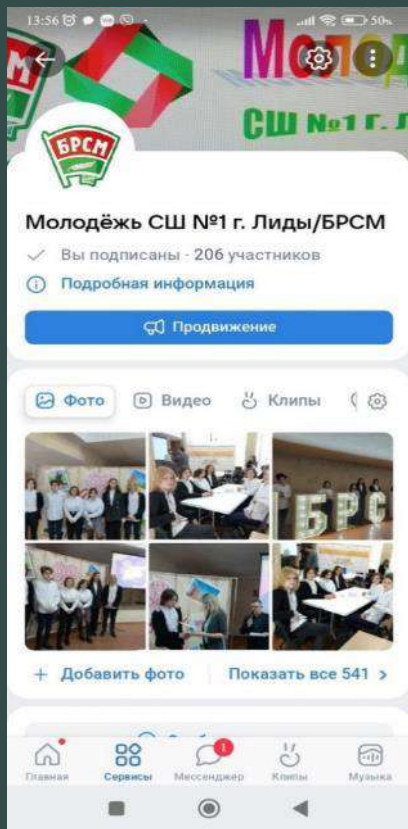 13:56
50%
СШ №1 Г. Л
БРСМ
Молодёжь СШ №1 г. Лиды/БРСМ
Вы подписаны · 206 участников
Подробная информация
Продвижение
Фото Видео Клипы
БРС
+ Добавить фото Показать все 541 >
1
Главная Сервисы Мессенджер Клипы Музыка